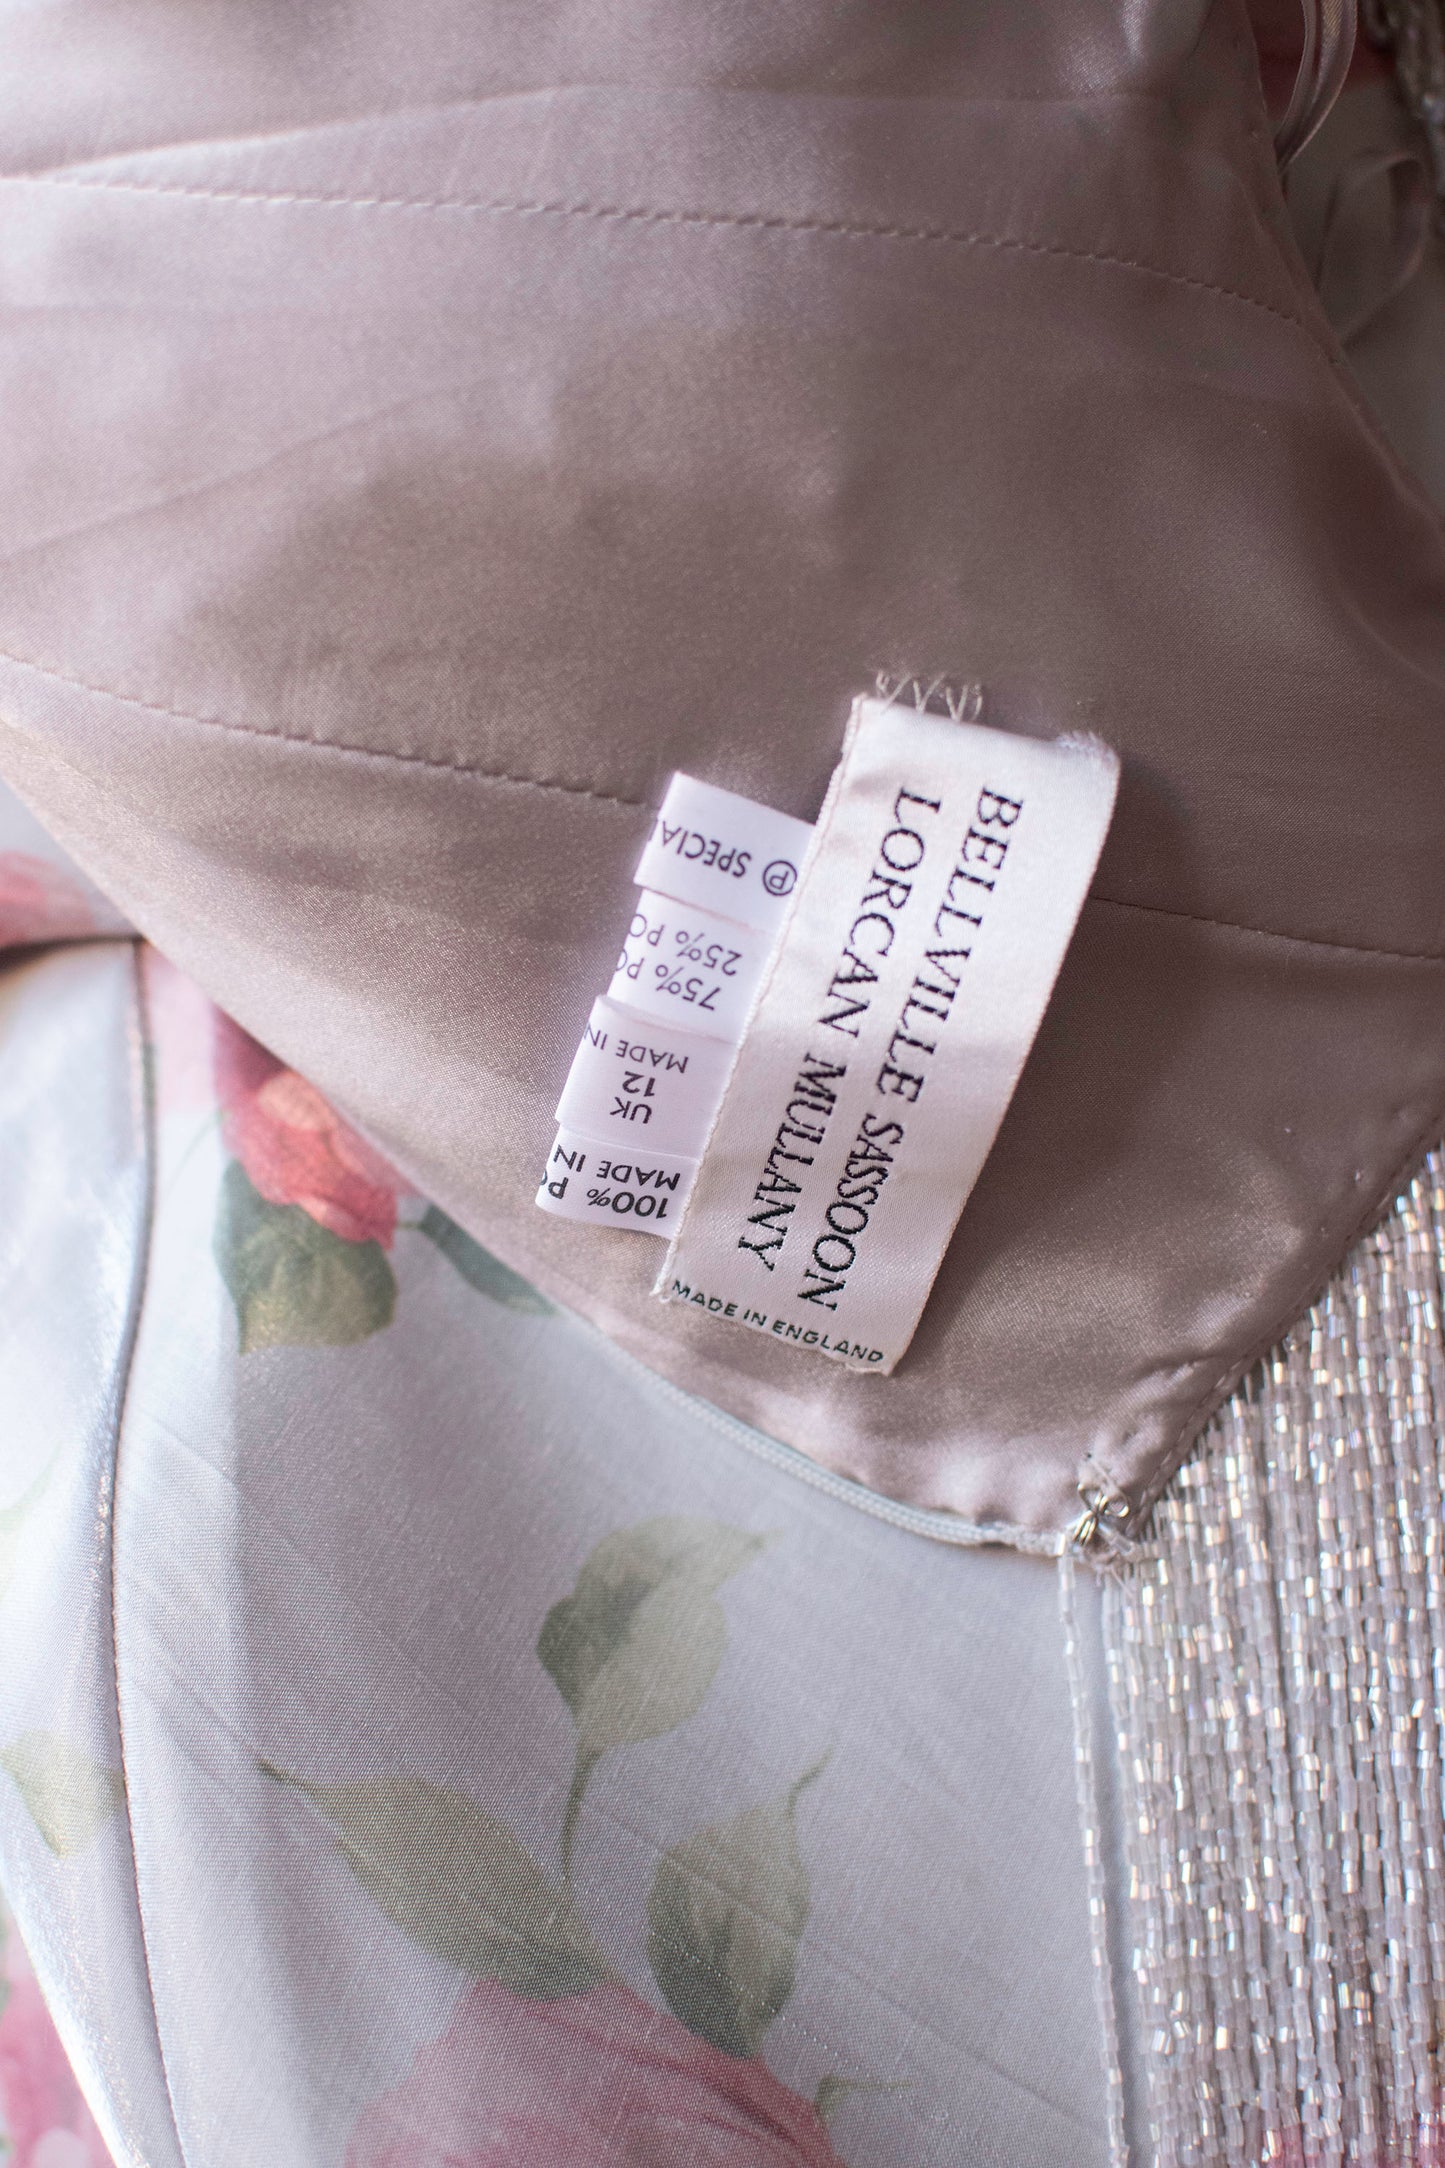 BELLVILLE SASSOON
LORCAN MULLANY
MADE IN ENGLAND
100% PO
MADE IN
UK
12
MADE IN
75% PO
25% PO
Ⓟ SPECIAL